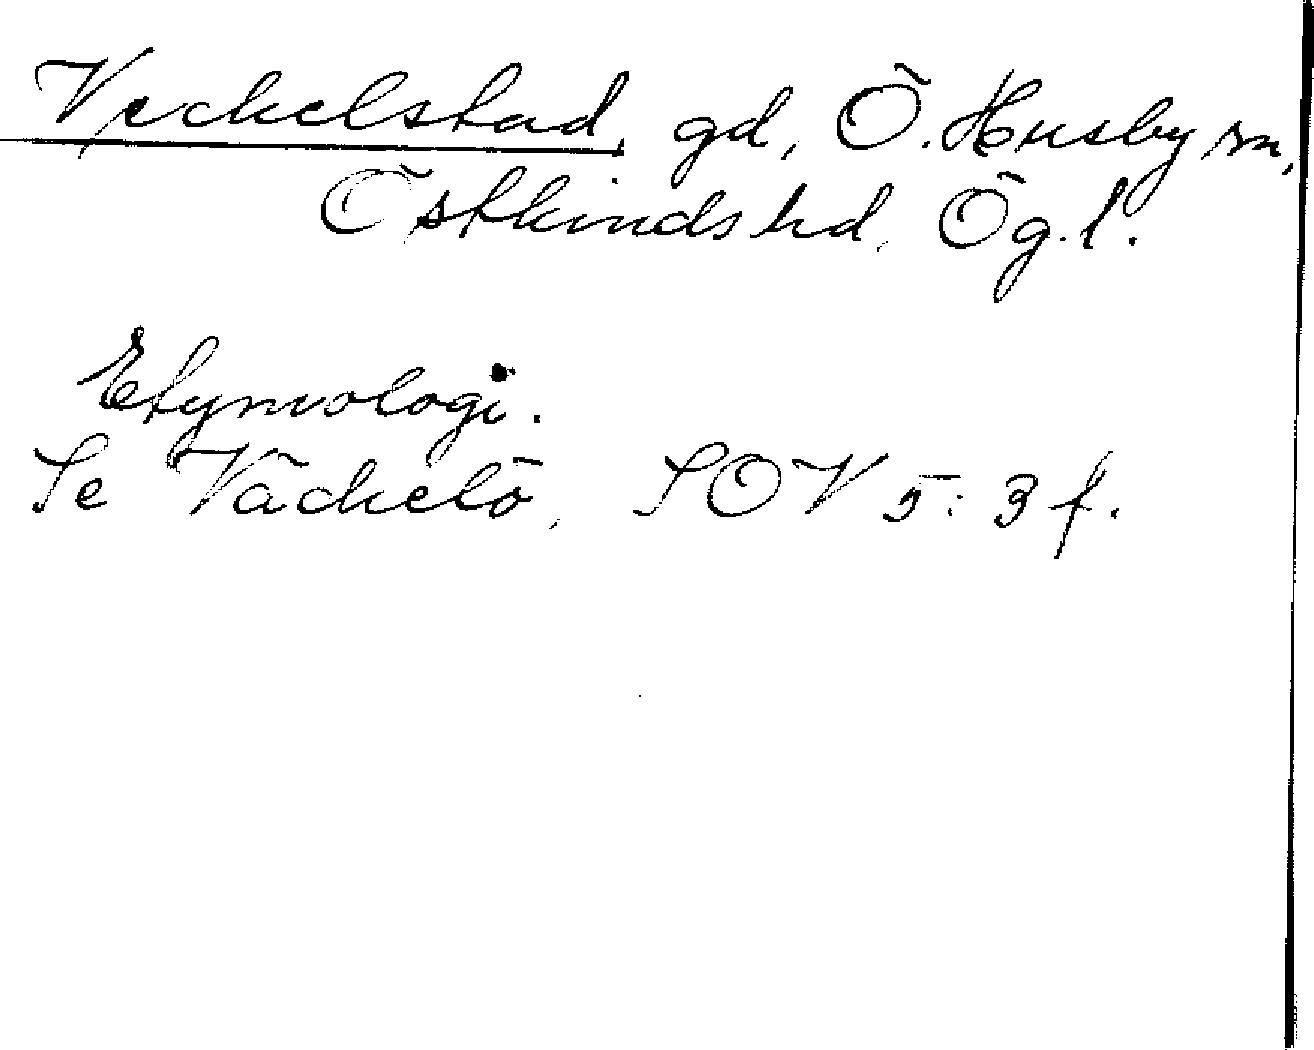 Veckelstad, gd, Ö. Husby sn,
Östkinds hd, Ög. l.
Etymologi.
Se Väckelö, SOV 5: 3 f.